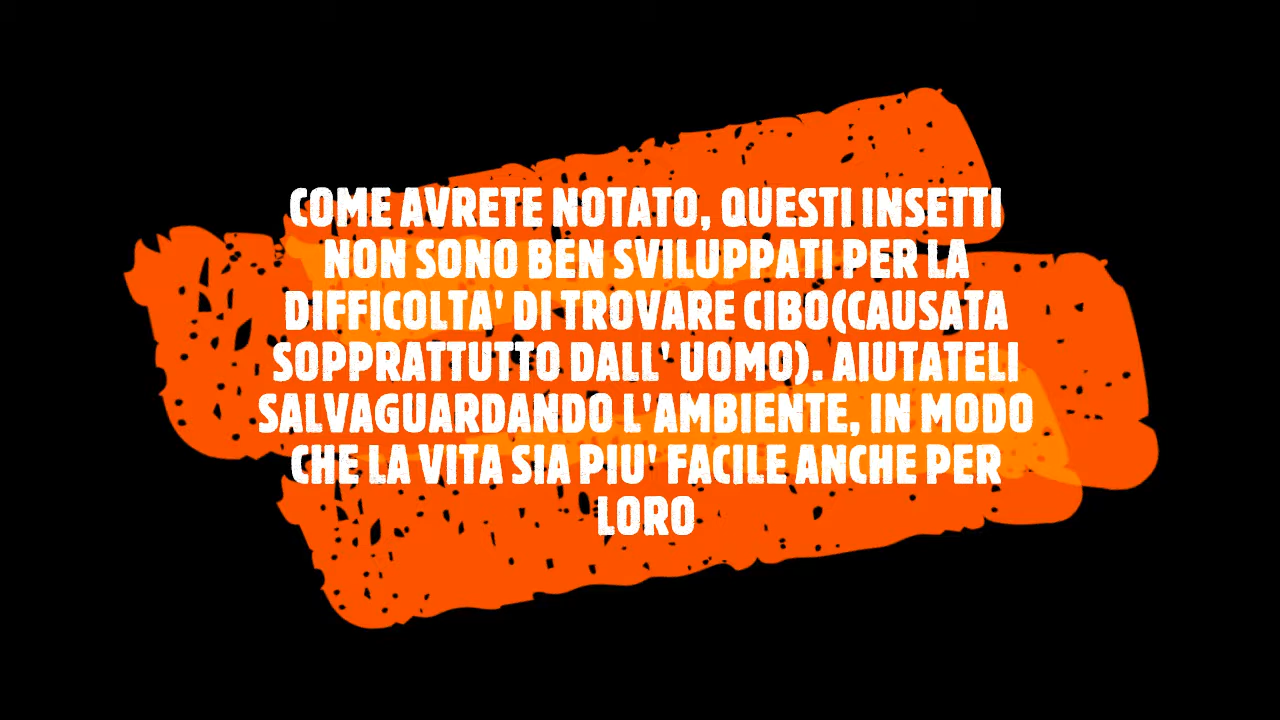 COME AVRETE NOTATO, QUESTI INSETTI
NON SONO BEN SVILUPPATI PER LA
DIFFICOLTA' DI TROVARE CIBO(CAUSATA
SOPPRATTUTTO DALL' UOMO). AIUTATELI
SALVAGUARDANDO L'AMBIENTE, IN MODO
CHE LA VITA SIA PIU' FACILE ANCHE PER
LORO